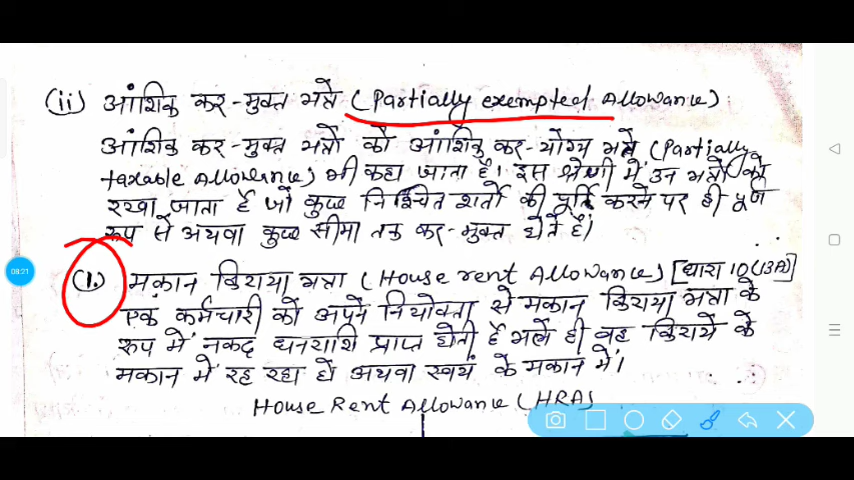 (ii) आंशिक कर-मुक्त भत्ते (Partially exempted Allowance)
आंशिक कर-मुक्त भत्तों को आंशिक कर-योग्य भत्ते (Partially
taxable Allowance) भी कहा जाता है। इस श्रेणी में उन भत्तों को
रखा जाता है जो कुछ निश्चित शर्तों की पूर्ति करने पर ही पूर्ण
रूप से अथवा कुछ सीमा तक कर-मुक्त होते हैं।
08:21
(1.) मकान किराया भत्ता (House rent Allowance) [धारा 10(13A)]
एक कर्मचारी को अपने नियोक्ता से मकान किराया भत्ता के
रूप में नकद धनराशि प्राप्त होती है भले ही वह किराये के
मकान में रह रहा हो अथवा स्वयं के मकान में।
House Rent Allowance (HRA)